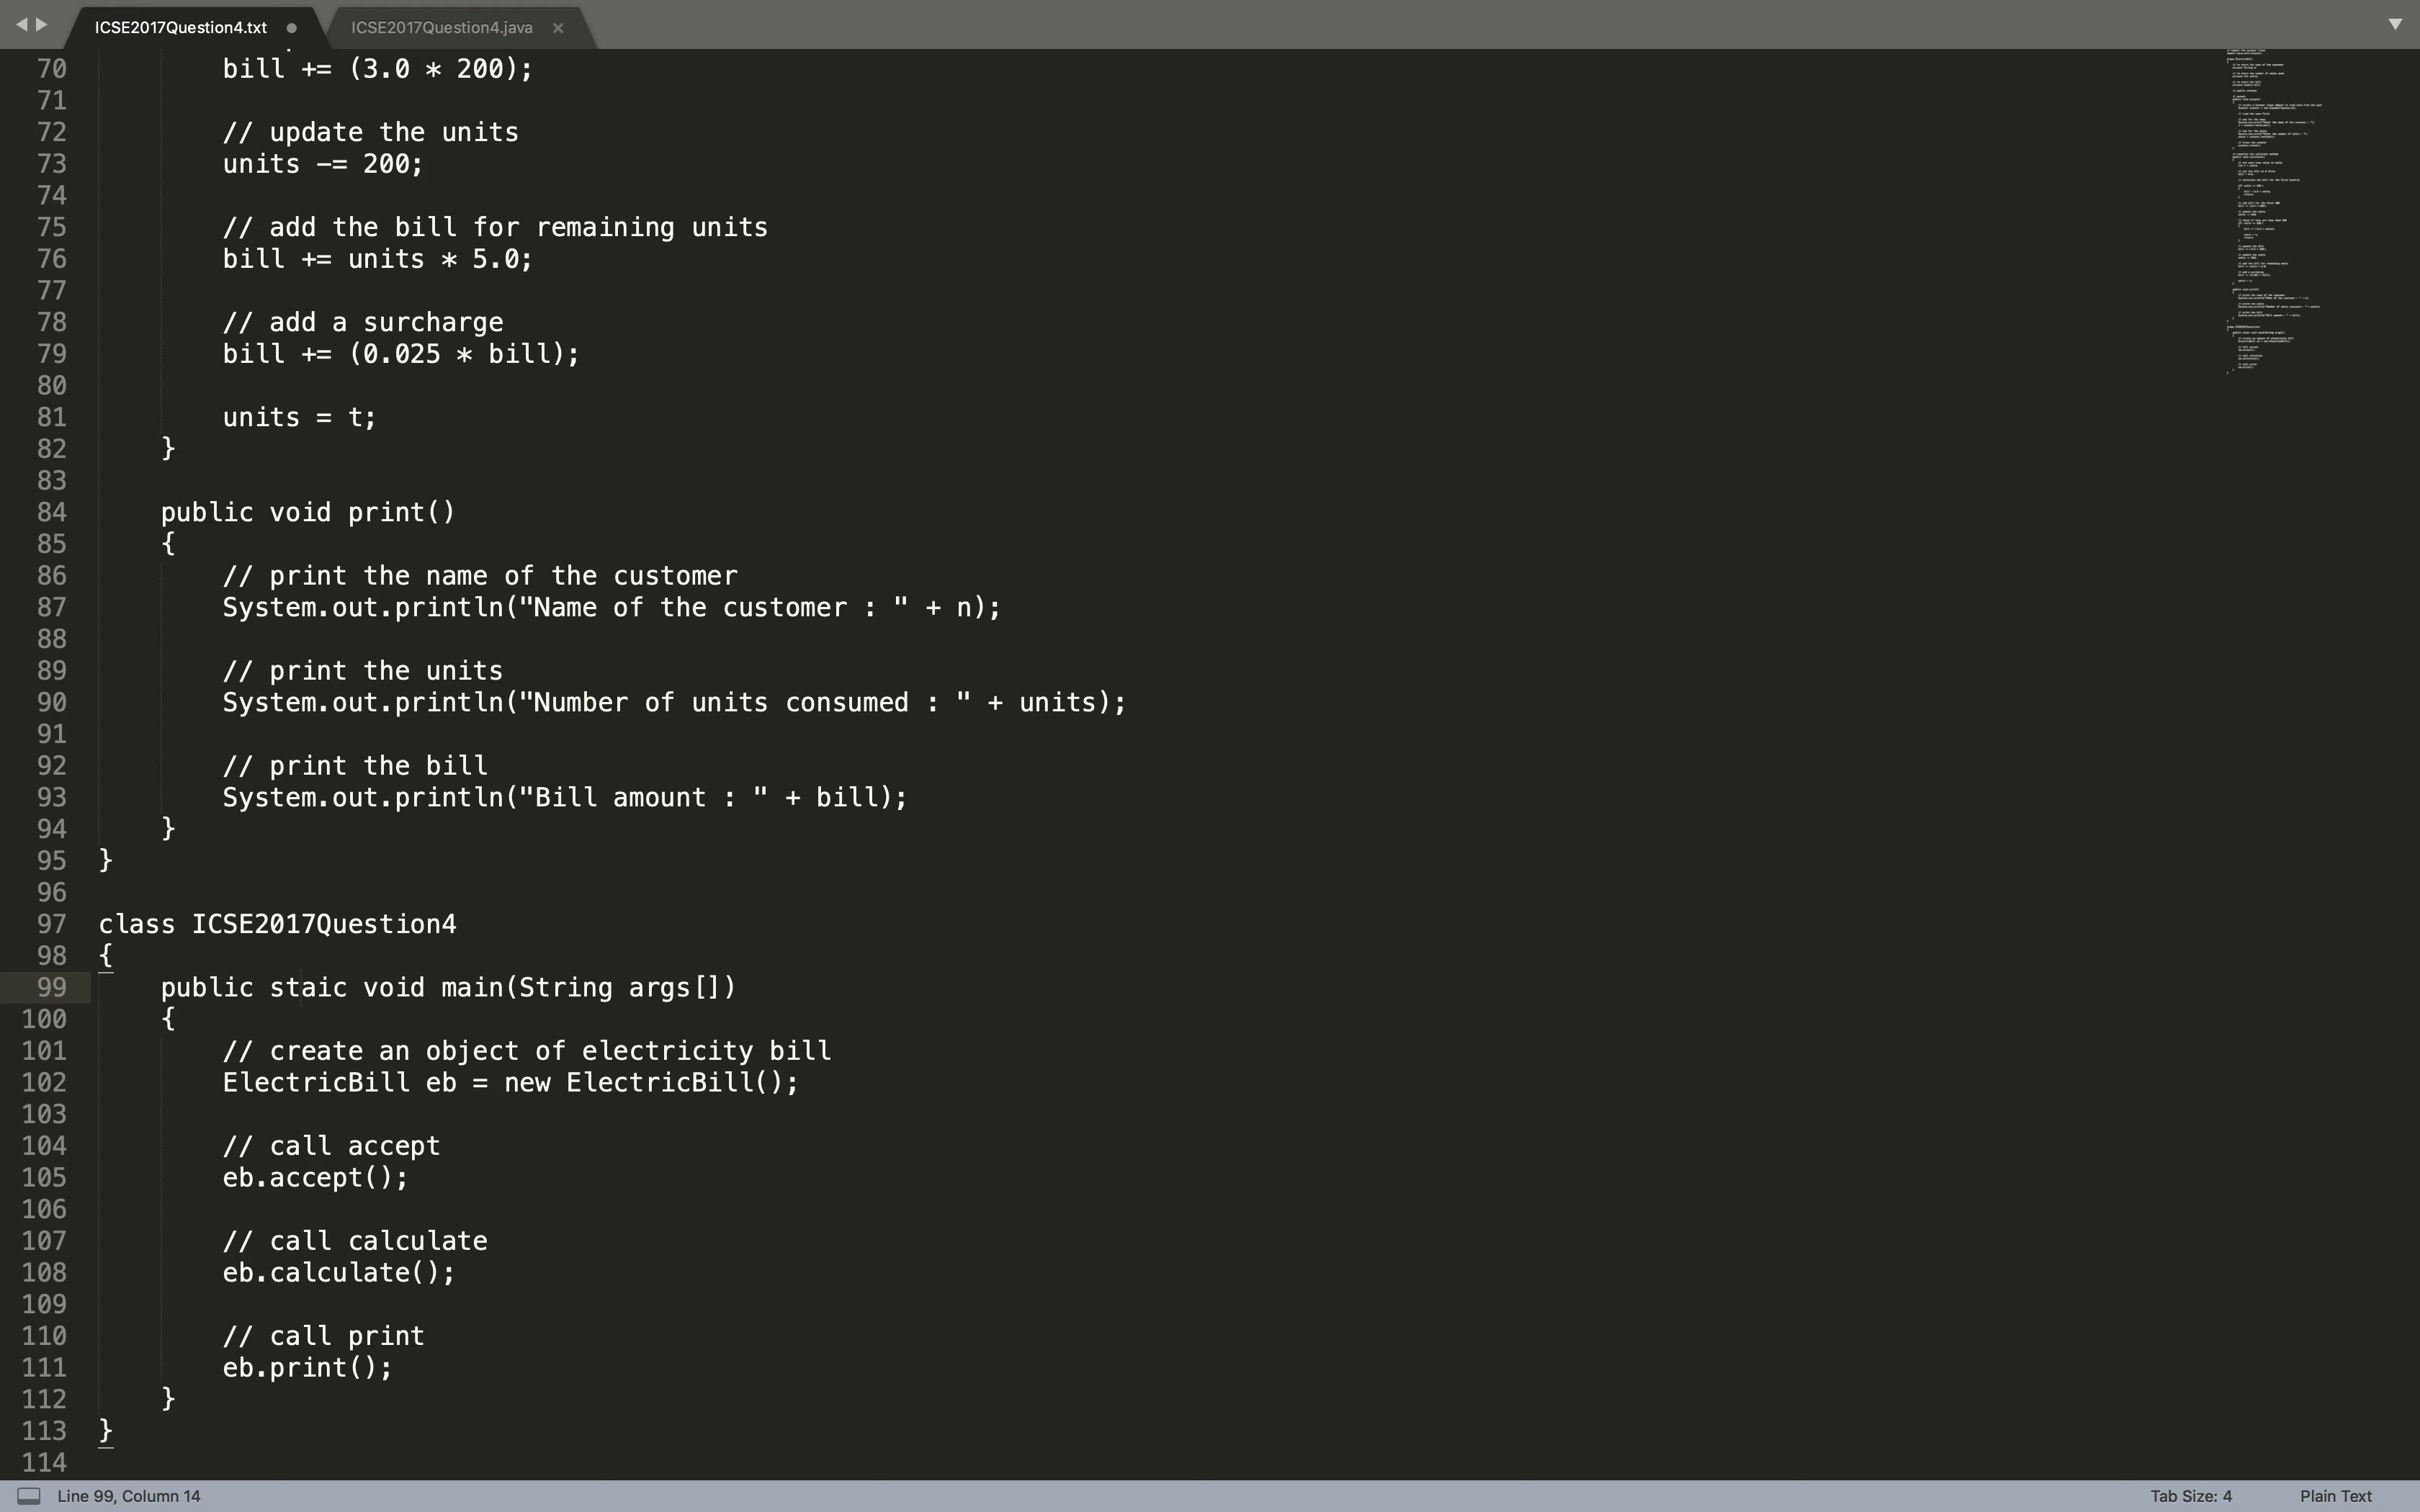 ICSE2017Question4.txt
ICSE2017Question4.java
70 bill += (3.0 * 200);
71
72 // update the units
73 units -= 200;
74
75 // add the bill for remaining units
76 bill += units * 5.0;
77
78 // add a surcharge
79 bill += (0.025 * bill);
80
81 units = t;
82 }
83
84 public void print()
85 {
86 // print the name of the customer
87 System.out.println("Name of the customer : " + n);
88
89 // print the units
90 System.out.println("Number of units consumed : " + units);
91
92 // print the bill
93 System.out.println("Bill amount : " + bill);
94 }
95 }
96
97 class ICSE2017Question4
98 {
99 public staic void main(String args[])
100 {
101 // create an object of electricity bill
102 ElectricBill eb = new ElectricBill();
103
104 // call accept
105 eb.accept();
106
107 // call calculate
108 eb.calculate();
109
110 // call print
111 eb.print();
112 }
113 }
114
Line 99, Column 14
Tab Size: 4
Plain Text